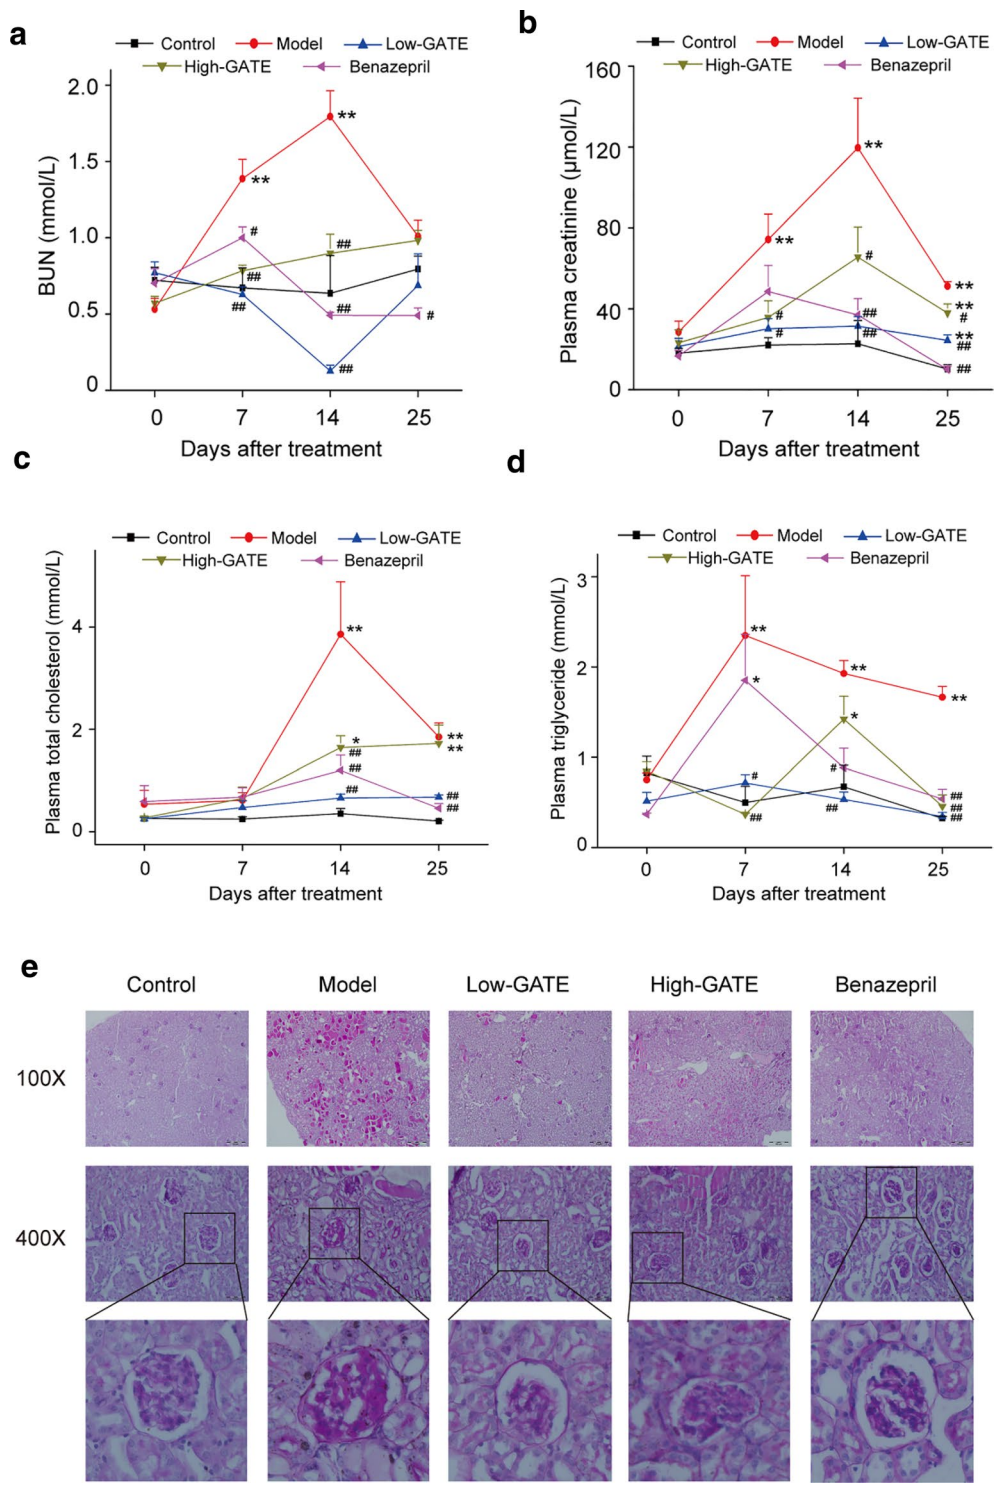 a
Control Model Low-GATE
High-GATE Benazepril
BUN (mmol/L)
2.0
1.5
1.0
0.5
0
**
**
#
##
##
##
##
##
#
0 7 14 25
Days after treatment
b
Control Model Low-GATE
High-GATE Benazepril
Plasma creatinine (μmol/L)
160
120
80
40
0
**
**
#
#
#
##
##
**
**
#
**
##
##
0 7 14 25
Days after treatment
c
Control Model Low-GATE
High-GATE Benazepril
Plasma total cholesterol (mmol/L)
4
2
0
**
*
##
##
##
**
**
##
##
0 7 14 25
Days after treatment
d
Control Model Low-GATE
High-GATE Benazepril
Plasma triglyceride (mmol/L)
3
2
1
0
**
*
#
##
**
*
#
##
**
##
##
##
0 7 14 25
Days after treatment
e
Control Model Low-GATE High-GATE Benazepril
100X
400X